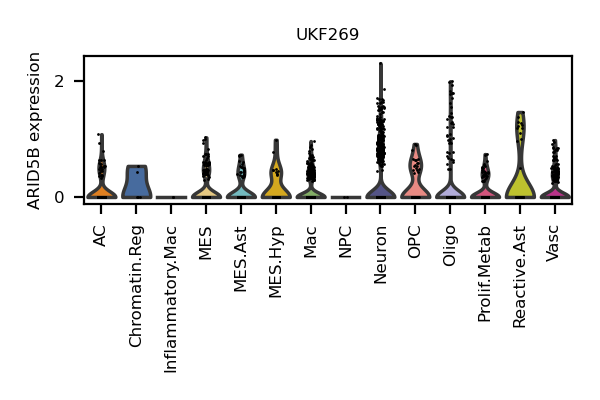 UKF269
ARID5B expression
2
0
AC
Chromatin.Reg
Inflammatory.Mac
MES
MES.Ast
MES.Hyp
Mac
NPC
Neuron
OPC
Oligo
Prolif.Metab
Reactive.Ast
Vasc